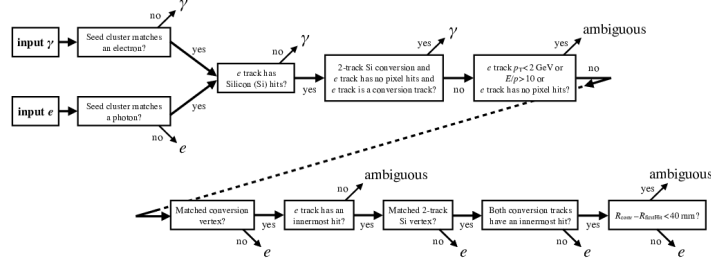 no
γ
input γ
Seed cluster matches
an electron?
yes
input e
Seed cluster matches
a photon?
yes
no
e
e track has
Silicon (Si) hits?
no
γ
yes
2-track Si conversion and
e track has no pixel hits and
e track is a conversion track?
yes
γ
no
e track pT<2 GeV or
E/p>10 or
e track has no pixel hits?
yes
ambiguous
no
Matched conversion
vertex?
yes
no
e
e track has an
innermost hit?
no
ambiguous
yes
Matched 2-track
Si vertex?
yes
no
e
Both conversion tracks
have an innermost hit?
yes
no
e
Rconv −RfirstHit<40 mm?
yes
ambiguous
no
e